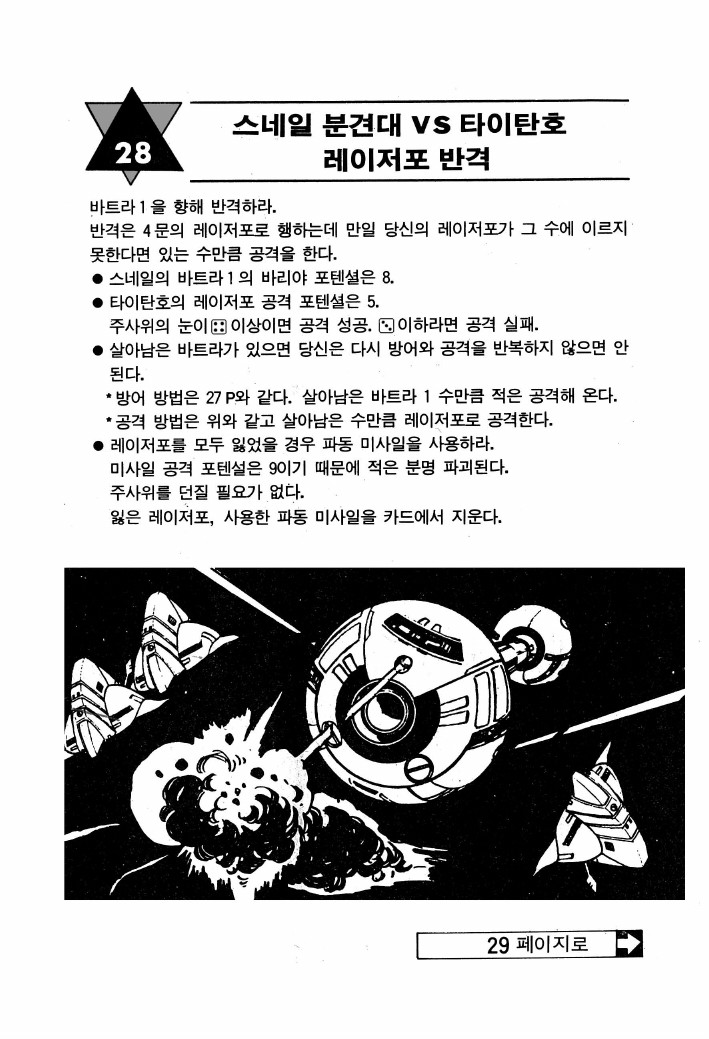 28
스네일 분견대 VS 타이탄호
레이저포 반격
바트라 1을 향해 반격하라.
반격은 4문의 레이저포로 행하는데 만일 당신의 레이저포가 그 수에 이르지
못한다면 있는 수만큼 공격을 한다.
● 스네일의 바트라 1의 바리야 포텐셜은 8.
● 타이탄호의 레이저포 공격 포텐셜은 5.
주사위의 눈이 ⚃ 이상이면 공격 성공. ⚂ 이하라면 공격 실패.
● 살아남은 바트라가 있으면 당신은 다시 방어와 공격을 반복하지 않으면 안
된다.
* 방어 방법은 27 P와 같다. 살아남은 바트라 1 수만큼 적은 공격해 온다.
* 공격 방법은 위와 같고 살아남은 수만큼 레이저포로 공격한다.
● 레이저포를 모두 잃었을 경우 파동 미사일을 사용하라.
미사일 공격 포텐셜은 9이기 때문에 적은 분명 파괴된다.
주사위를 던질 필요가 없다.
잃은 레이저포, 사용한 파동 미사일을 카드에서 지운다.
29 페이지로